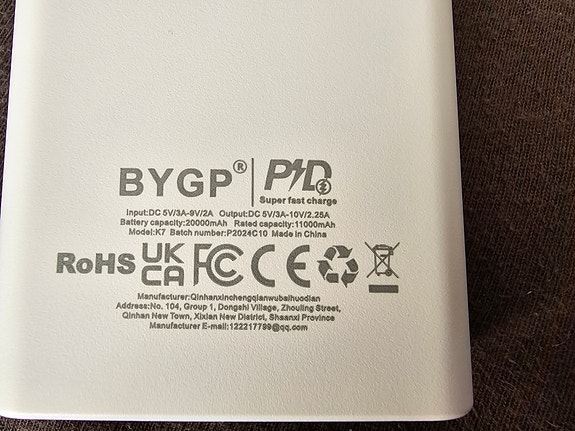 BYGP® PD
Super fast charge
Input:DC 5V/3A-9V/2A Output:DC 5V/3A-10V/2.25A
Battery capacity:20000mAh Rated capacity:11000mAh
Model:K7 Batch number:P2024C10 Made in China
RoHS UK CA FC CE
Manufacturer:Qinhanxinchengqianwubaihuodian
Address:No. 104, Group 1, Dongshi Village, Zhouling Street,
Qinhan New Town, Xixian New District, Shaanxi Province
Manufacturer E-mail:122217799@qq.com